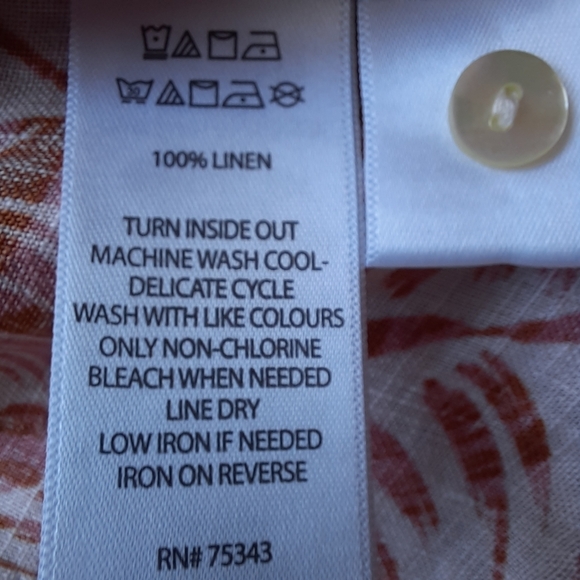 30
100% LINEN
TURN INSIDE OUT
MACHINE WASH COOL-
DELICATE CYCLE
WASH WITH LIKE COLOURS
ONLY NON-CHLORINE
BLEACH WHEN NEEDED
LINE DRY
LOW IRON IF NEEDED
IRON ON REVERSE
RN# 75343